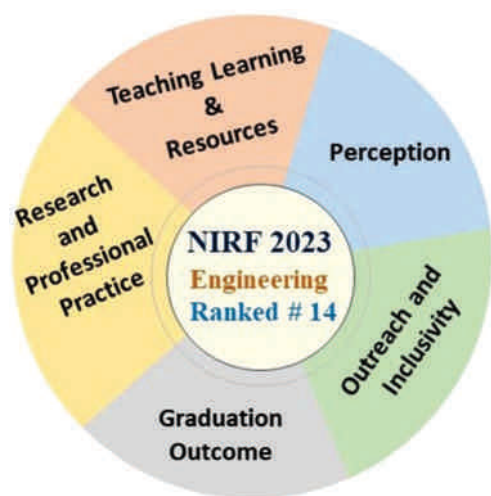 Teaching Learning
&
Resources
Perception
Research
and
Professional
Practice
NIRF 2023
Engineering
Ranked # 14
Outreach and
Inclusivity
Graduation
Outcome